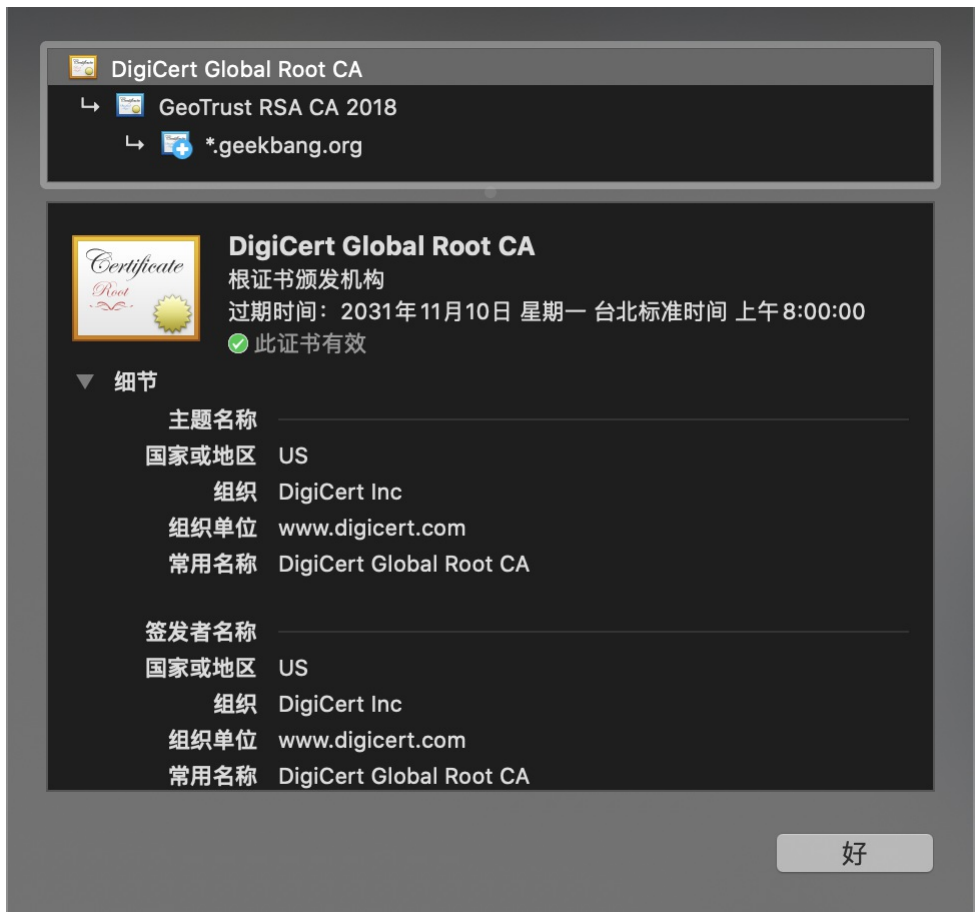 DigiCert Global Root CA
GeoTrust RSA CA 2018
*.geekbang.org
Certificate
Root
DigiCert Global Root CA
根证书颁发机构
过期时间：2031年11月10日 星期一 台北标准时间 上午8:00:00
此证书有效
细节
主题名称
国家或地区 US
组织 DigiCert Inc
组织单位 www.digicert.com
常用名称 DigiCert Global Root CA
签发者名称
国家或地区 US
组织 DigiCert Inc
组织单位 www.digicert.com
常用名称 DigiCert Global Root CA
好